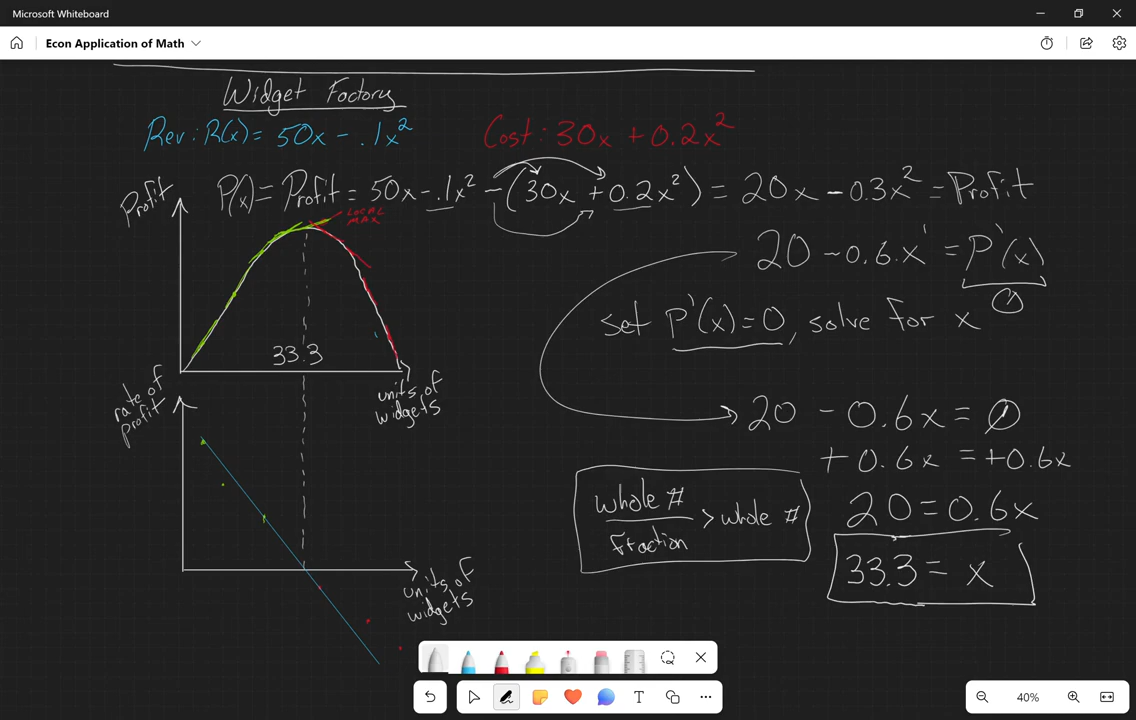 Microsoft Whiteboard
Econ Application of Math
Widget Factory
Rev: R(x) = 50x - .1x²
Cost: 30x + 0.2x²
Profit
P(x) = Profit = 50x - .1x² - (30x + 0.2x²) = 20x - 0.3x² = Profit
LOCAL
MAX
20 - 0.6x' = P'(x)
0
set P'(x) = 0, solve for x
33.3
units of
widgets
rate of
profit
20 - 0.6x = 0
+ 0.6x = +0.6x
20 = 0.6x
33.3 = x
whole #
fraction
> whole #
units of
widgets
40%